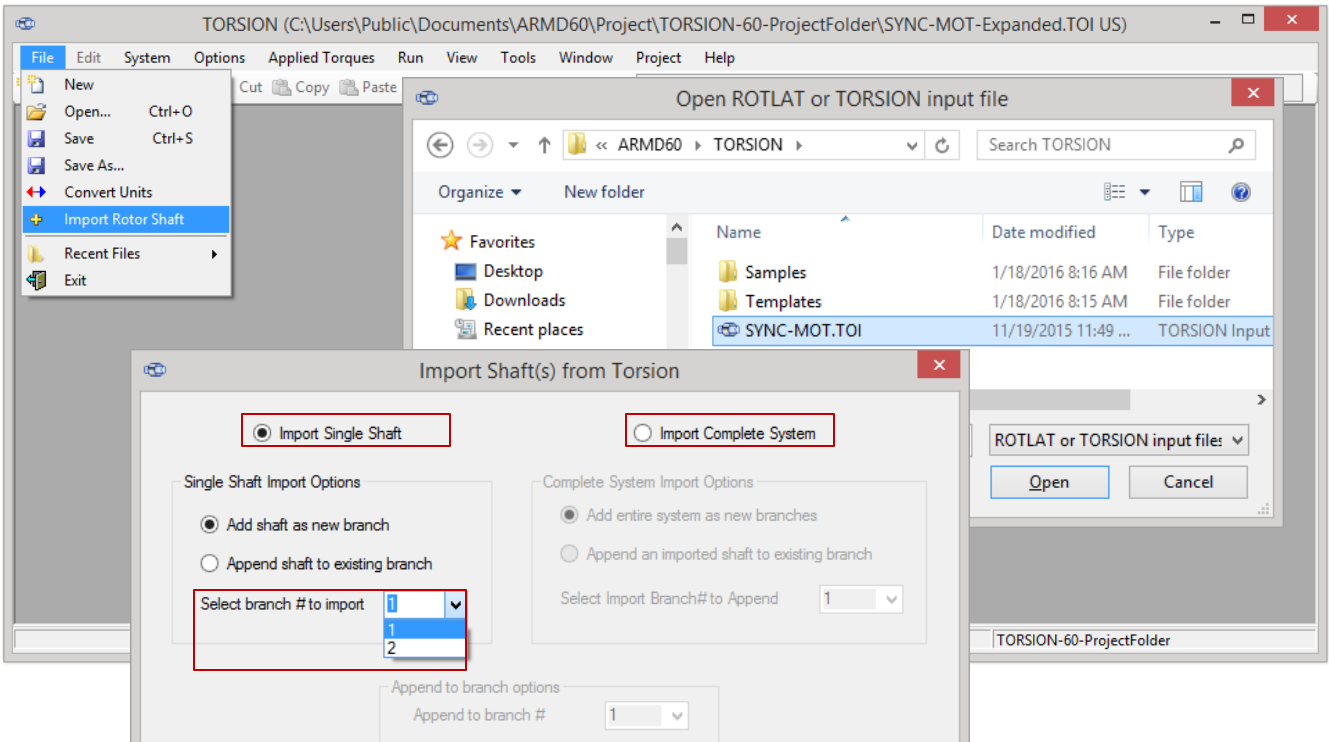 TORSION (C:\Users\Public\Documents\ARMD60\Project\TORSION-60-ProjectFolder\SYNC-MOT-Expanded.TOI US)
File Edit System Options Applied Torques Run View Tools Window Project Help
Cut Copy Paste
New
Open... Ctrl+O
Save Ctrl+S
Save As...
Convert Units
Import Rotor Shaft
Recent Files
Exit
Open ROTLAT or TORSION input file
« ARMD60 TORSION
Search TORSION
Organize New folder
Name Date modified Type
Favorites
Desktop
Downloads
Recent places
Samples 1/18/2016 8:16 AM File folder
Templates 1/18/2016 8:15 AM File folder
SYNC-MOT.TOI 11/19/2015 11:49 ... TORSION Input
ROTLAT or TORSION input files
Open Cancel
Import Shaft(s) from Torsion
Import Single Shaft Import Complete System
Single Shaft Import Options
Add shaft as new branch
Append shaft to existing branch
Select branch # to import 1
1
2
Complete System Import Options
Add entire system as new branches
Append an imported shaft to existing branch
Select Import Branch# to Append 1
Append to branch options
Append to branch # 1
TORSION-60-ProjectFolder